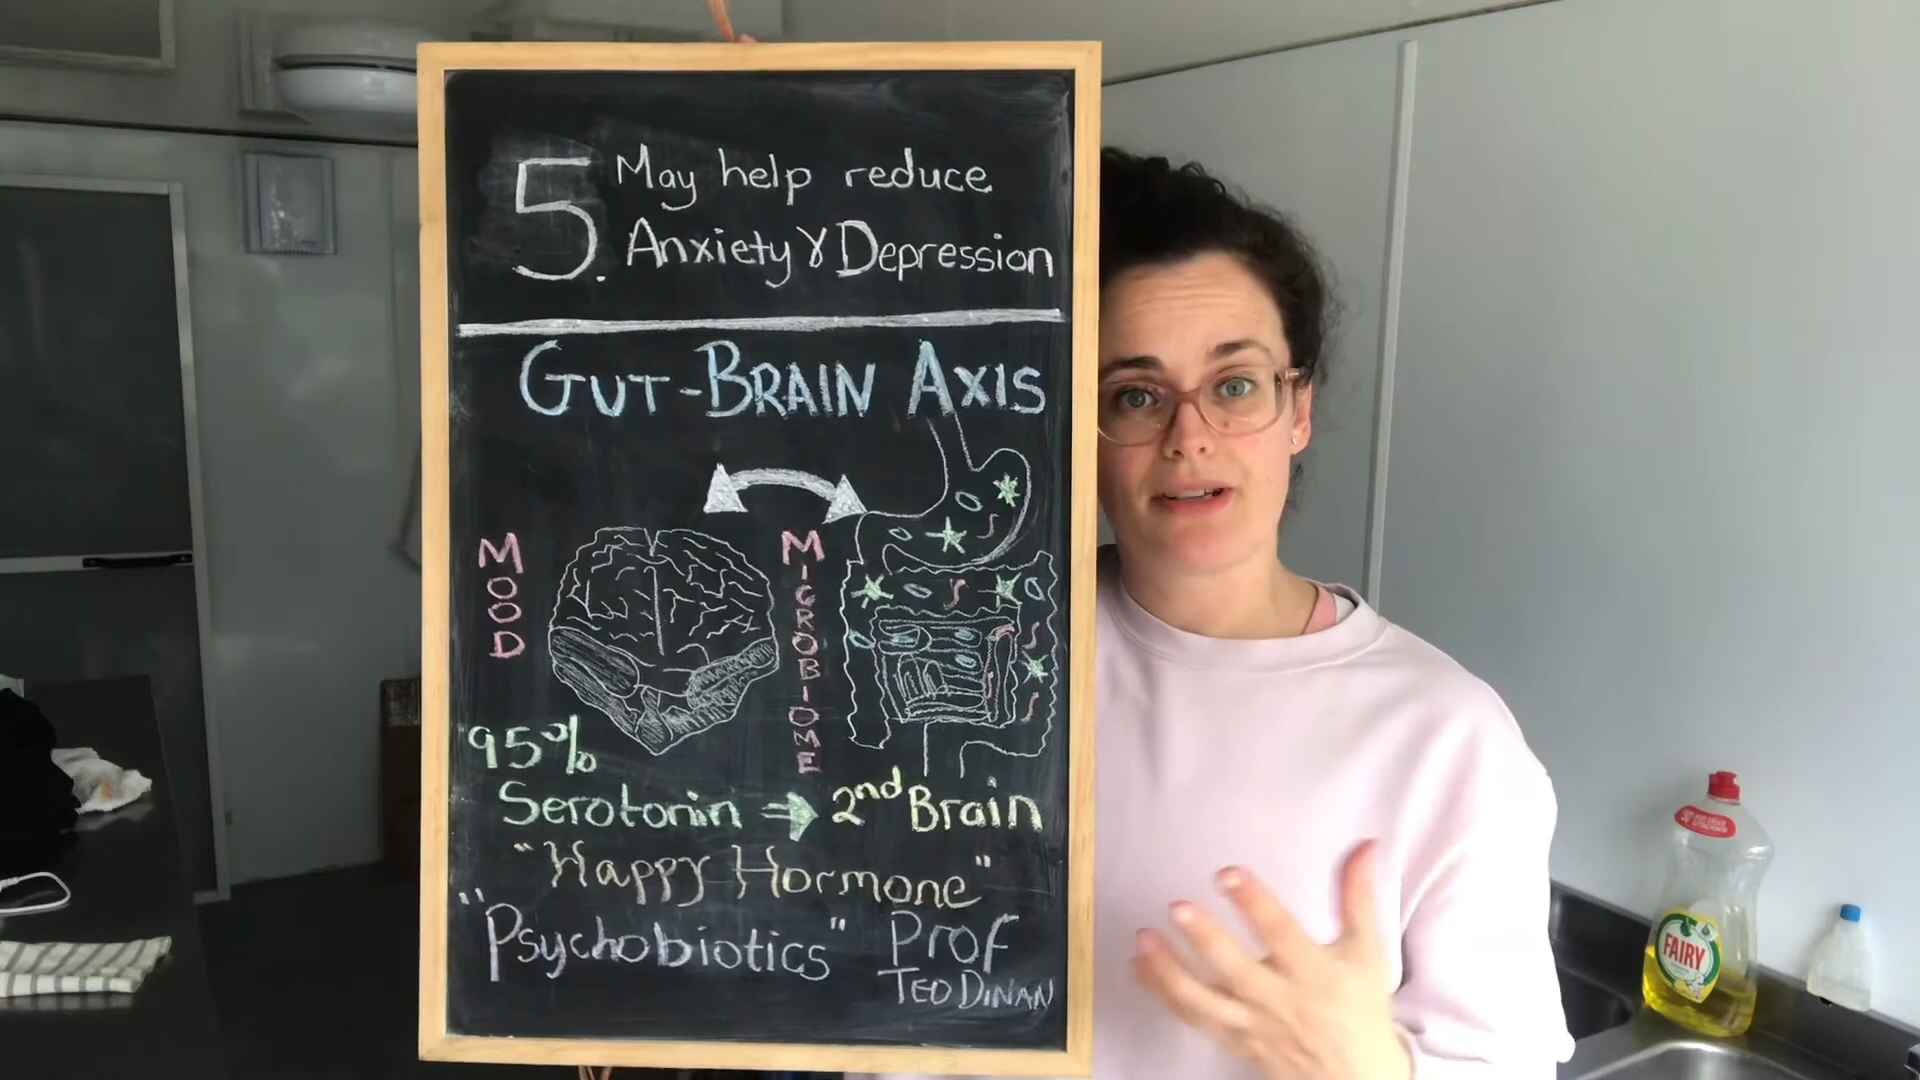 5. May help reduce
Anxiety & Depression
GUT-BRAIN AXIS
MOOD
MICROBIOME
95%
Serotonin → 2nd Brain
"Happy Hormone"
"Psychobiotics" Prof
TED DINAN
FAIRY